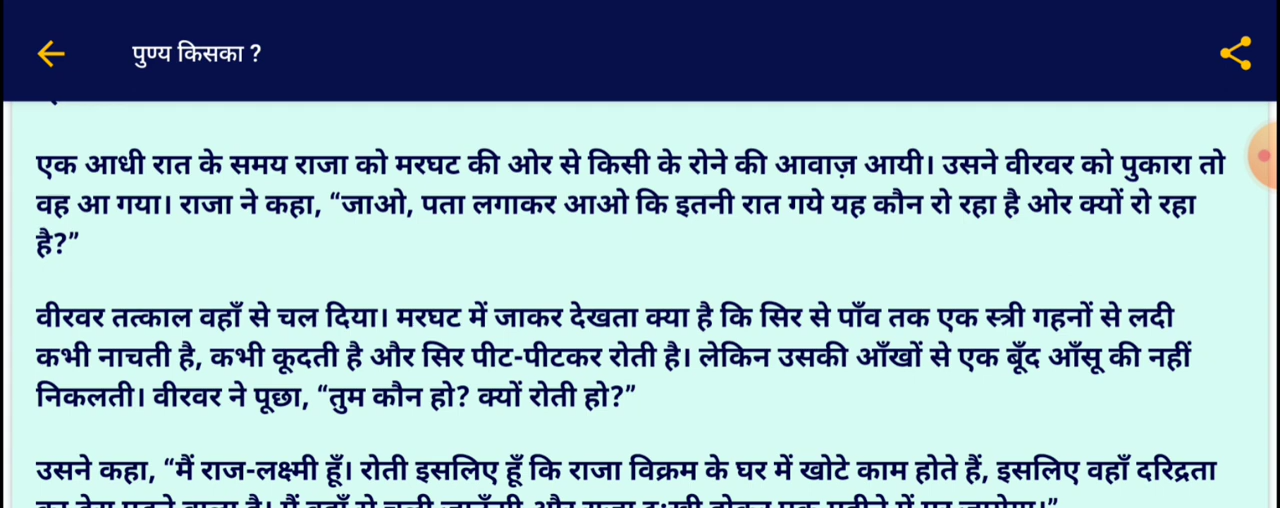 पुण्य किसका ?
एक आधी रात के समय राजा को मरघट की ओर से किसी के रोने की आवाज़ आयी। उसने वीरवर को पुकारा तो
वह आ गया। राजा ने कहा, “जाओ, पता लगाकर आओ कि इतनी रात गये यह कौन रो रहा है ओर क्यों रो रहा
है?”
वीरवर तत्काल वहाँ से चल दिया। मरघट में जाकर देखता क्या है कि सिर से पाँव तक एक स्त्री गहनों से लदी
कभी नाचती है, कभी कूदती है और सिर पीट-पीटकर रोती है। लेकिन उसकी आँखों से एक बूँद आँसू की नहीं
निकलती। वीरवर ने पूछा, “तुम कौन हो? क्यों रोती हो?”
उसने कहा, “मैं राज-लक्ष्मी हूँ। रोती इसलिए हूँ कि राजा विक्रम के घर में खोटे काम होते हैं, इसलिए वहाँ दरिद्रता